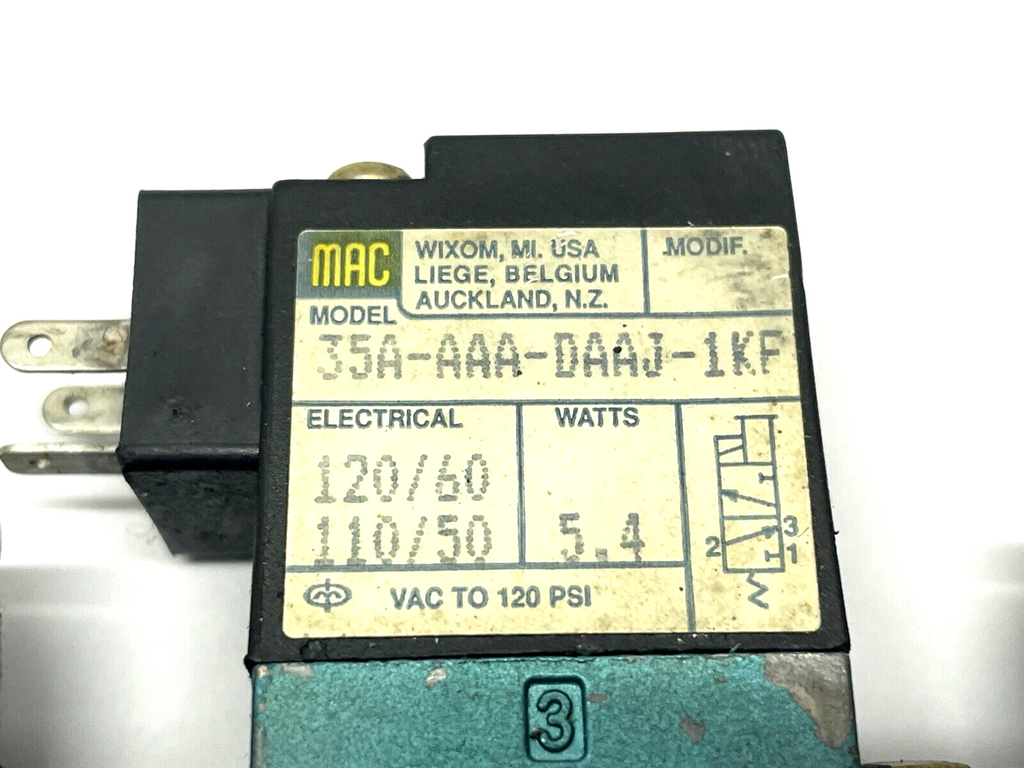 MAC
WIXOM, MI. USA
LIEGE, BELGIUM
AUCKLAND, N.Z.
MODIF.
MODEL
35A-AAA-DAAJ-1KF
ELECTRICAL
WATTS
120/60
110/50
5.4
2
3
1
VAC TO 120 PSI
3